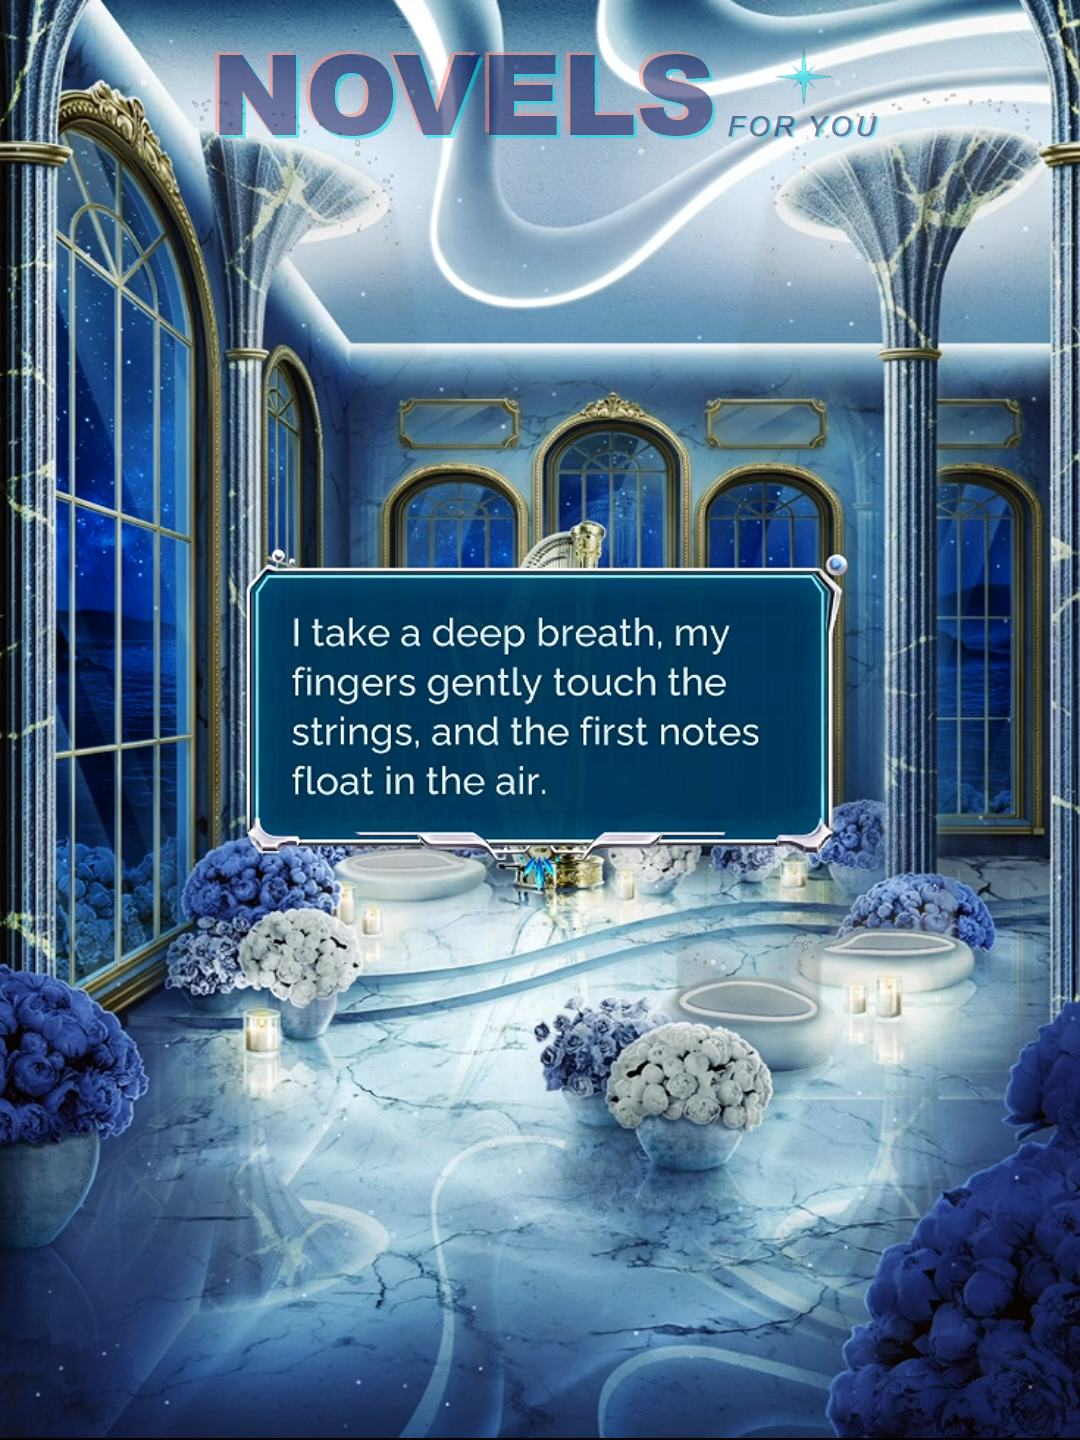 NOVELS
FOR YOU
I take a deep breath, my
fingers gently touch the
strings, and the first notes
float in the air.